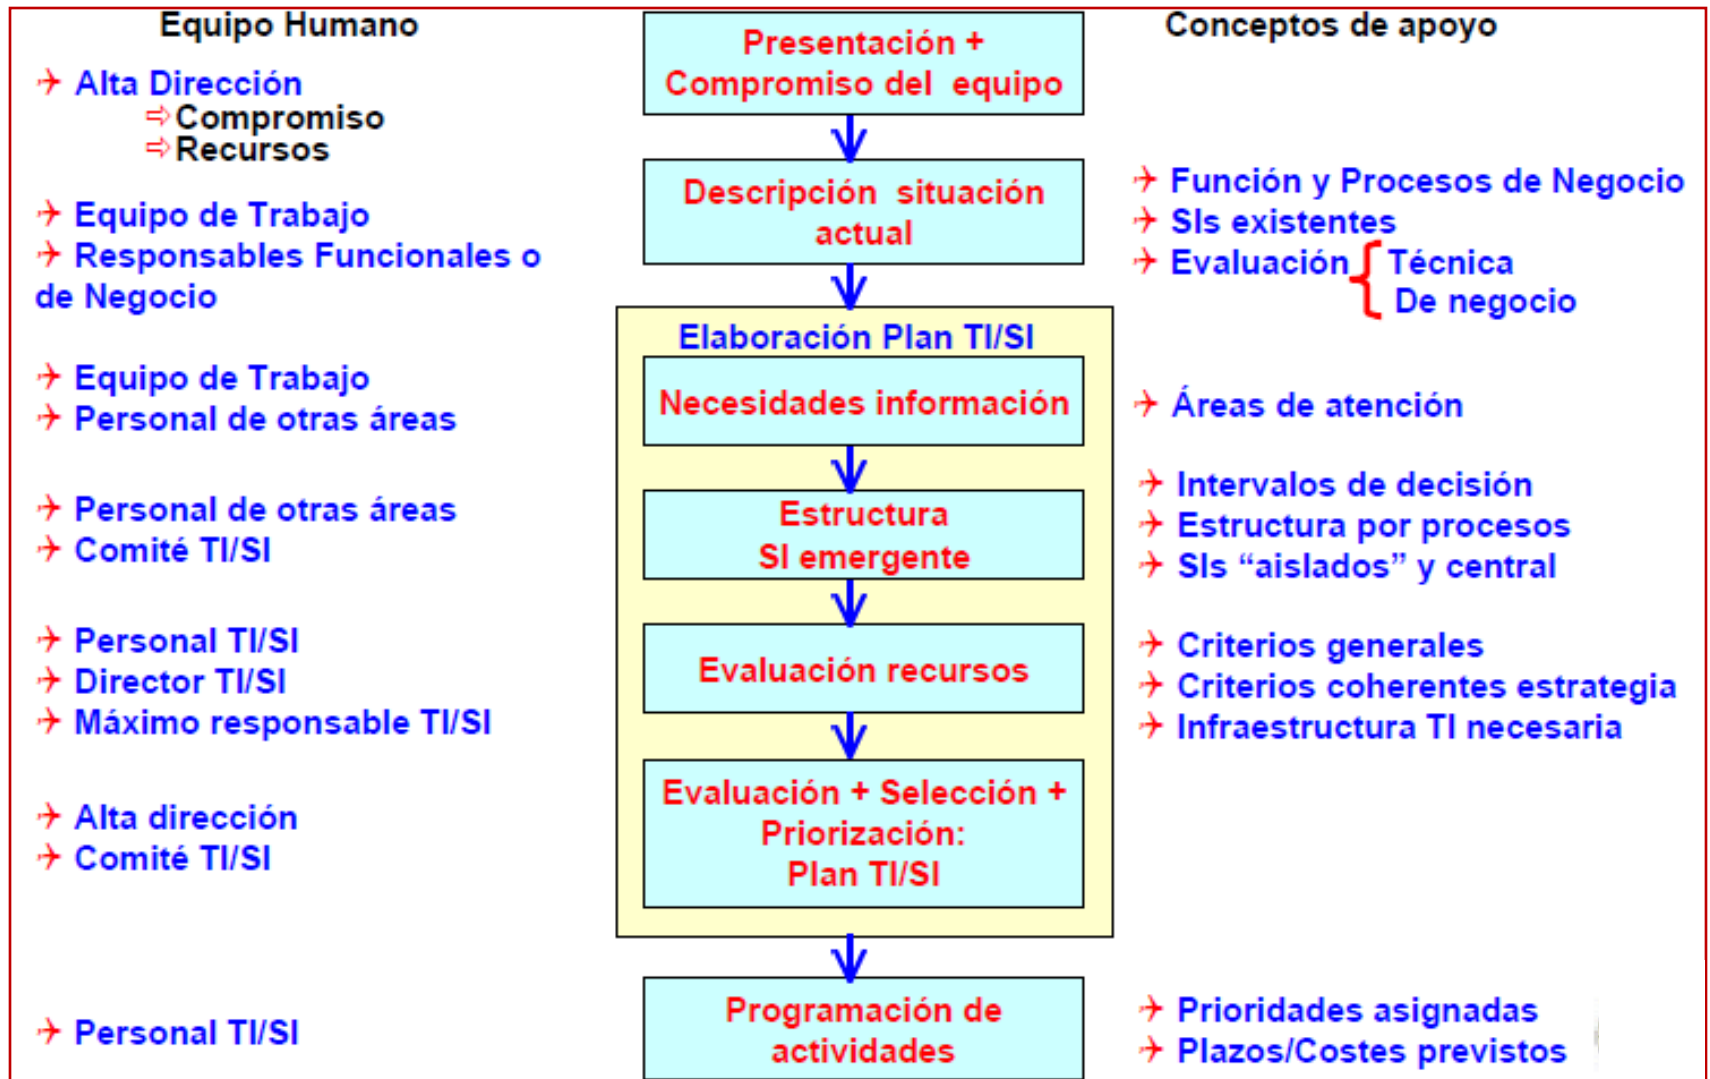 Equipo Humano
Alta Dirección
Compromiso
Recursos
Equipo de Trabajo
Responsables Funcionales o
de Negocio
Equipo de Trabajo
Personal de otras áreas
Personal de otras áreas
Comité TI/SI
Personal TI/SI
Director TI/SI
Máximo responsable TI/SI
Alta dirección
Comité TI/SI
Personal TI/SI
Presentación +
Compromiso del equipo
Descripción situación
actual
Elaboración Plan TI/SI
Necesidades información
Estructura
SI emergente
Evaluación recursos
Evaluación + Selección +
Priorización:
Plan TI/SI
Programación de
actividades
Conceptos de apoyo
Función y Procesos de Negocio
SIs existentes
Evaluación { Técnica
De negocio
Áreas de atención
Intervalos de decisión
Estructura por procesos
SIs “aislados” y central
Criterios generales
Criterios coherentes estrategia
Infraestructura TI necesaria
Prioridades asignadas
Plazos/Costes previstos